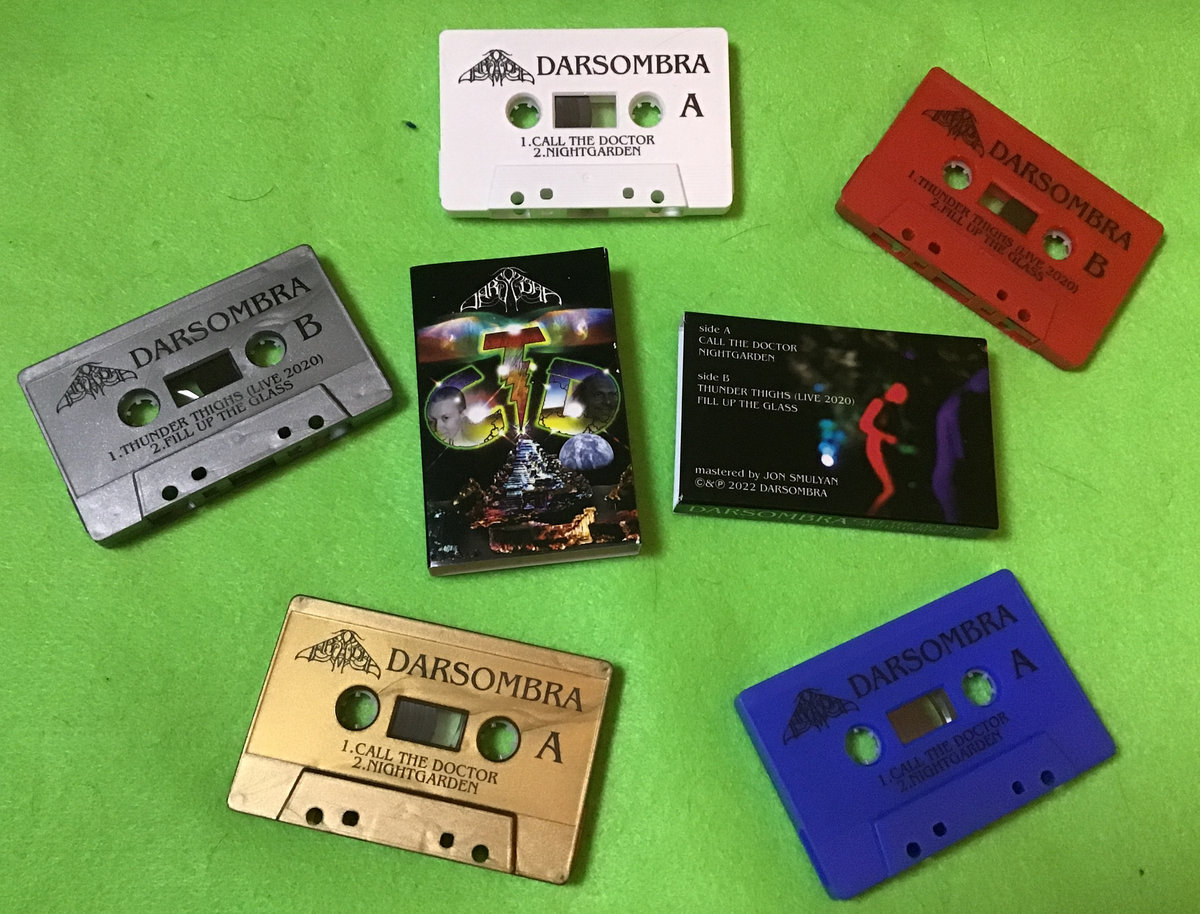 DARSOMBRA
DARSOMBRA
A
1.CALL THE DOCTOR
2.NIGHTGARDEN
DARSOMBRA
B
1.THUNDER THIGHS (LIVE 2020)
2.FILL UP THE GLASS
DARSOMBRA
B
1.THUNDER THIGHS (LIVE 2020)
2.FILL UP THE GLASS
DARSOMBRA
CTD
side A
CALL THE DOCTOR
NIGHTGARDEN
side B
THUNDER THIGHS (LIVE 2020)
FILL UP THE GLASS
mastered by JON SMULYAN
©&℗ 2022 DARSOMBRA
DARSOMBRA
DARSOMBRA
A
1.CALL THE DOCTOR
2.NIGHTGARDEN
DARSOMBRA
A
1.CALL THE DOCTOR
2.NIGHTGARDEN